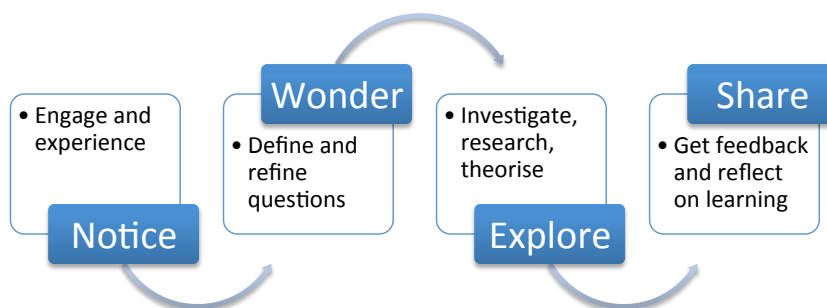 • Engage and
experience
Notice
Wonder
• Define and
refine
questions
• Investigate,
research,
theorise
Explore
Share
• Get feedback
and reflect
on learning